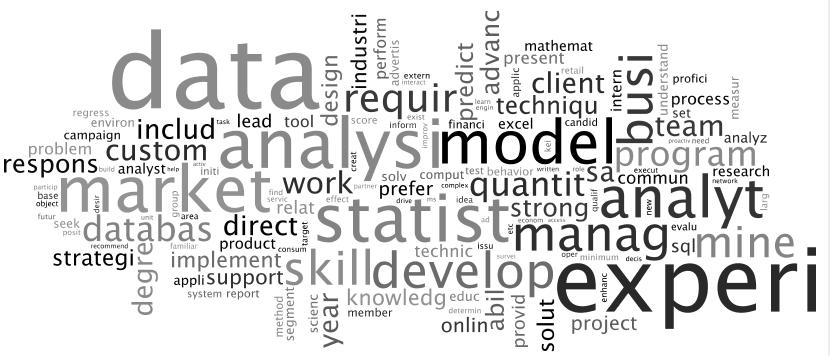 data
industri
perform
advertis
design
extern
interact
requir
predict
advanc
mathemat
present
applic
retail
client
techniqu
learn
engin
intern
busi
understand
profici
process
set
measur
regress
environ
campaign
includ
task
lead
tool
score
inform
exist
improv
financi
excel
candid
team
proactiv
need
analyz
problem
custom
analysi
model
kei
program
respons
build
analyst
help
activ
initi
creat
solv
comput
test
behavior
written
role
sa
execut
commun
research
network
particip
base
object
market
group
find
servic
work
partner
prefer
drive
ms
complex
idea
quantit
qualif
analyt
new
larg
desir
futur
seek
posit
databas
unit
area
relat
effect
direct
target
statist
ad
etc
strong
econom
access
manag
evalu
sql
mine
recommend
strategi
degre
familiar
product
consum
implement
technic
issu
survei
oper
minimum
decis
appli
support
skill
develop
experi
enhanc
system
report
method
segment
scienc
year
knowledg
member
educ
determin
onlin
abil
provid
solut
project